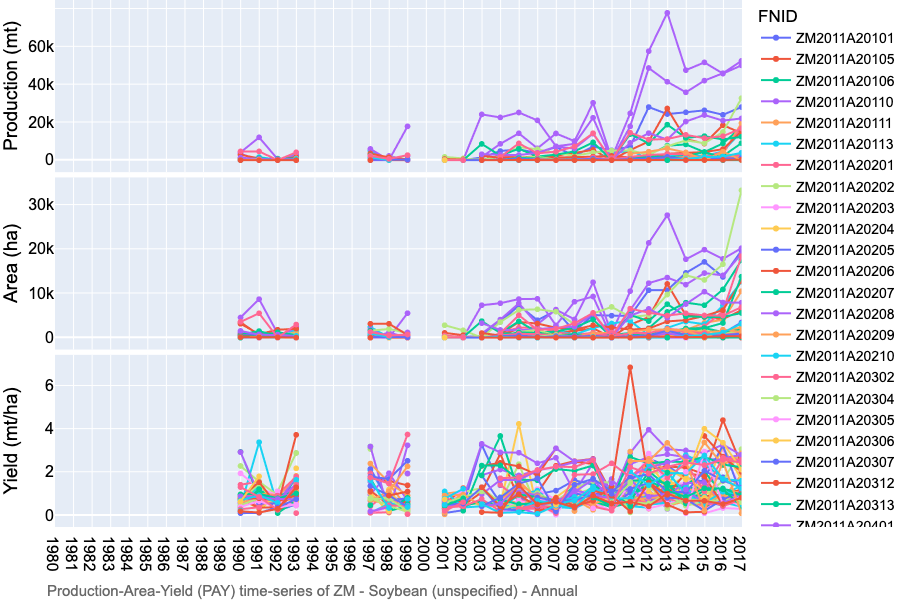 FNID
ZM2011A20101
ZM2011A20105
ZM2011A20106
ZM2011A20110
ZM2011A20111
ZM2011A20113
ZM2011A20201
ZM2011A20202
ZM2011A20203
ZM2011A20204
ZM2011A20205
ZM2011A20206
ZM2011A20207
ZM2011A20208
ZM2011A20209
ZM2011A20210
ZM2011A20302
ZM2011A20304
ZM2011A20305
ZM2011A20306
ZM2011A20307
ZM2011A20312
ZM2011A20313
ZM2011A20401
Production (mt)
60k
40k
20k
0
Area (ha)
30k
20k
10k
0
Yield (mt/ha)
6
4
2
0
1980
1981
1982
1983
1984
1985
1986
1987
1988
1989
1990
1991
1992
1993
1994
1995
1996
1997
1998
1999
2000
2001
2002
2003
2004
2005
2006
2007
2008
2009
2010
2011
2012
2013
2014
2015
2016
2017
Production-Area-Yield (PAY) time-series of ZM - Soybean (unspecified) - Annual